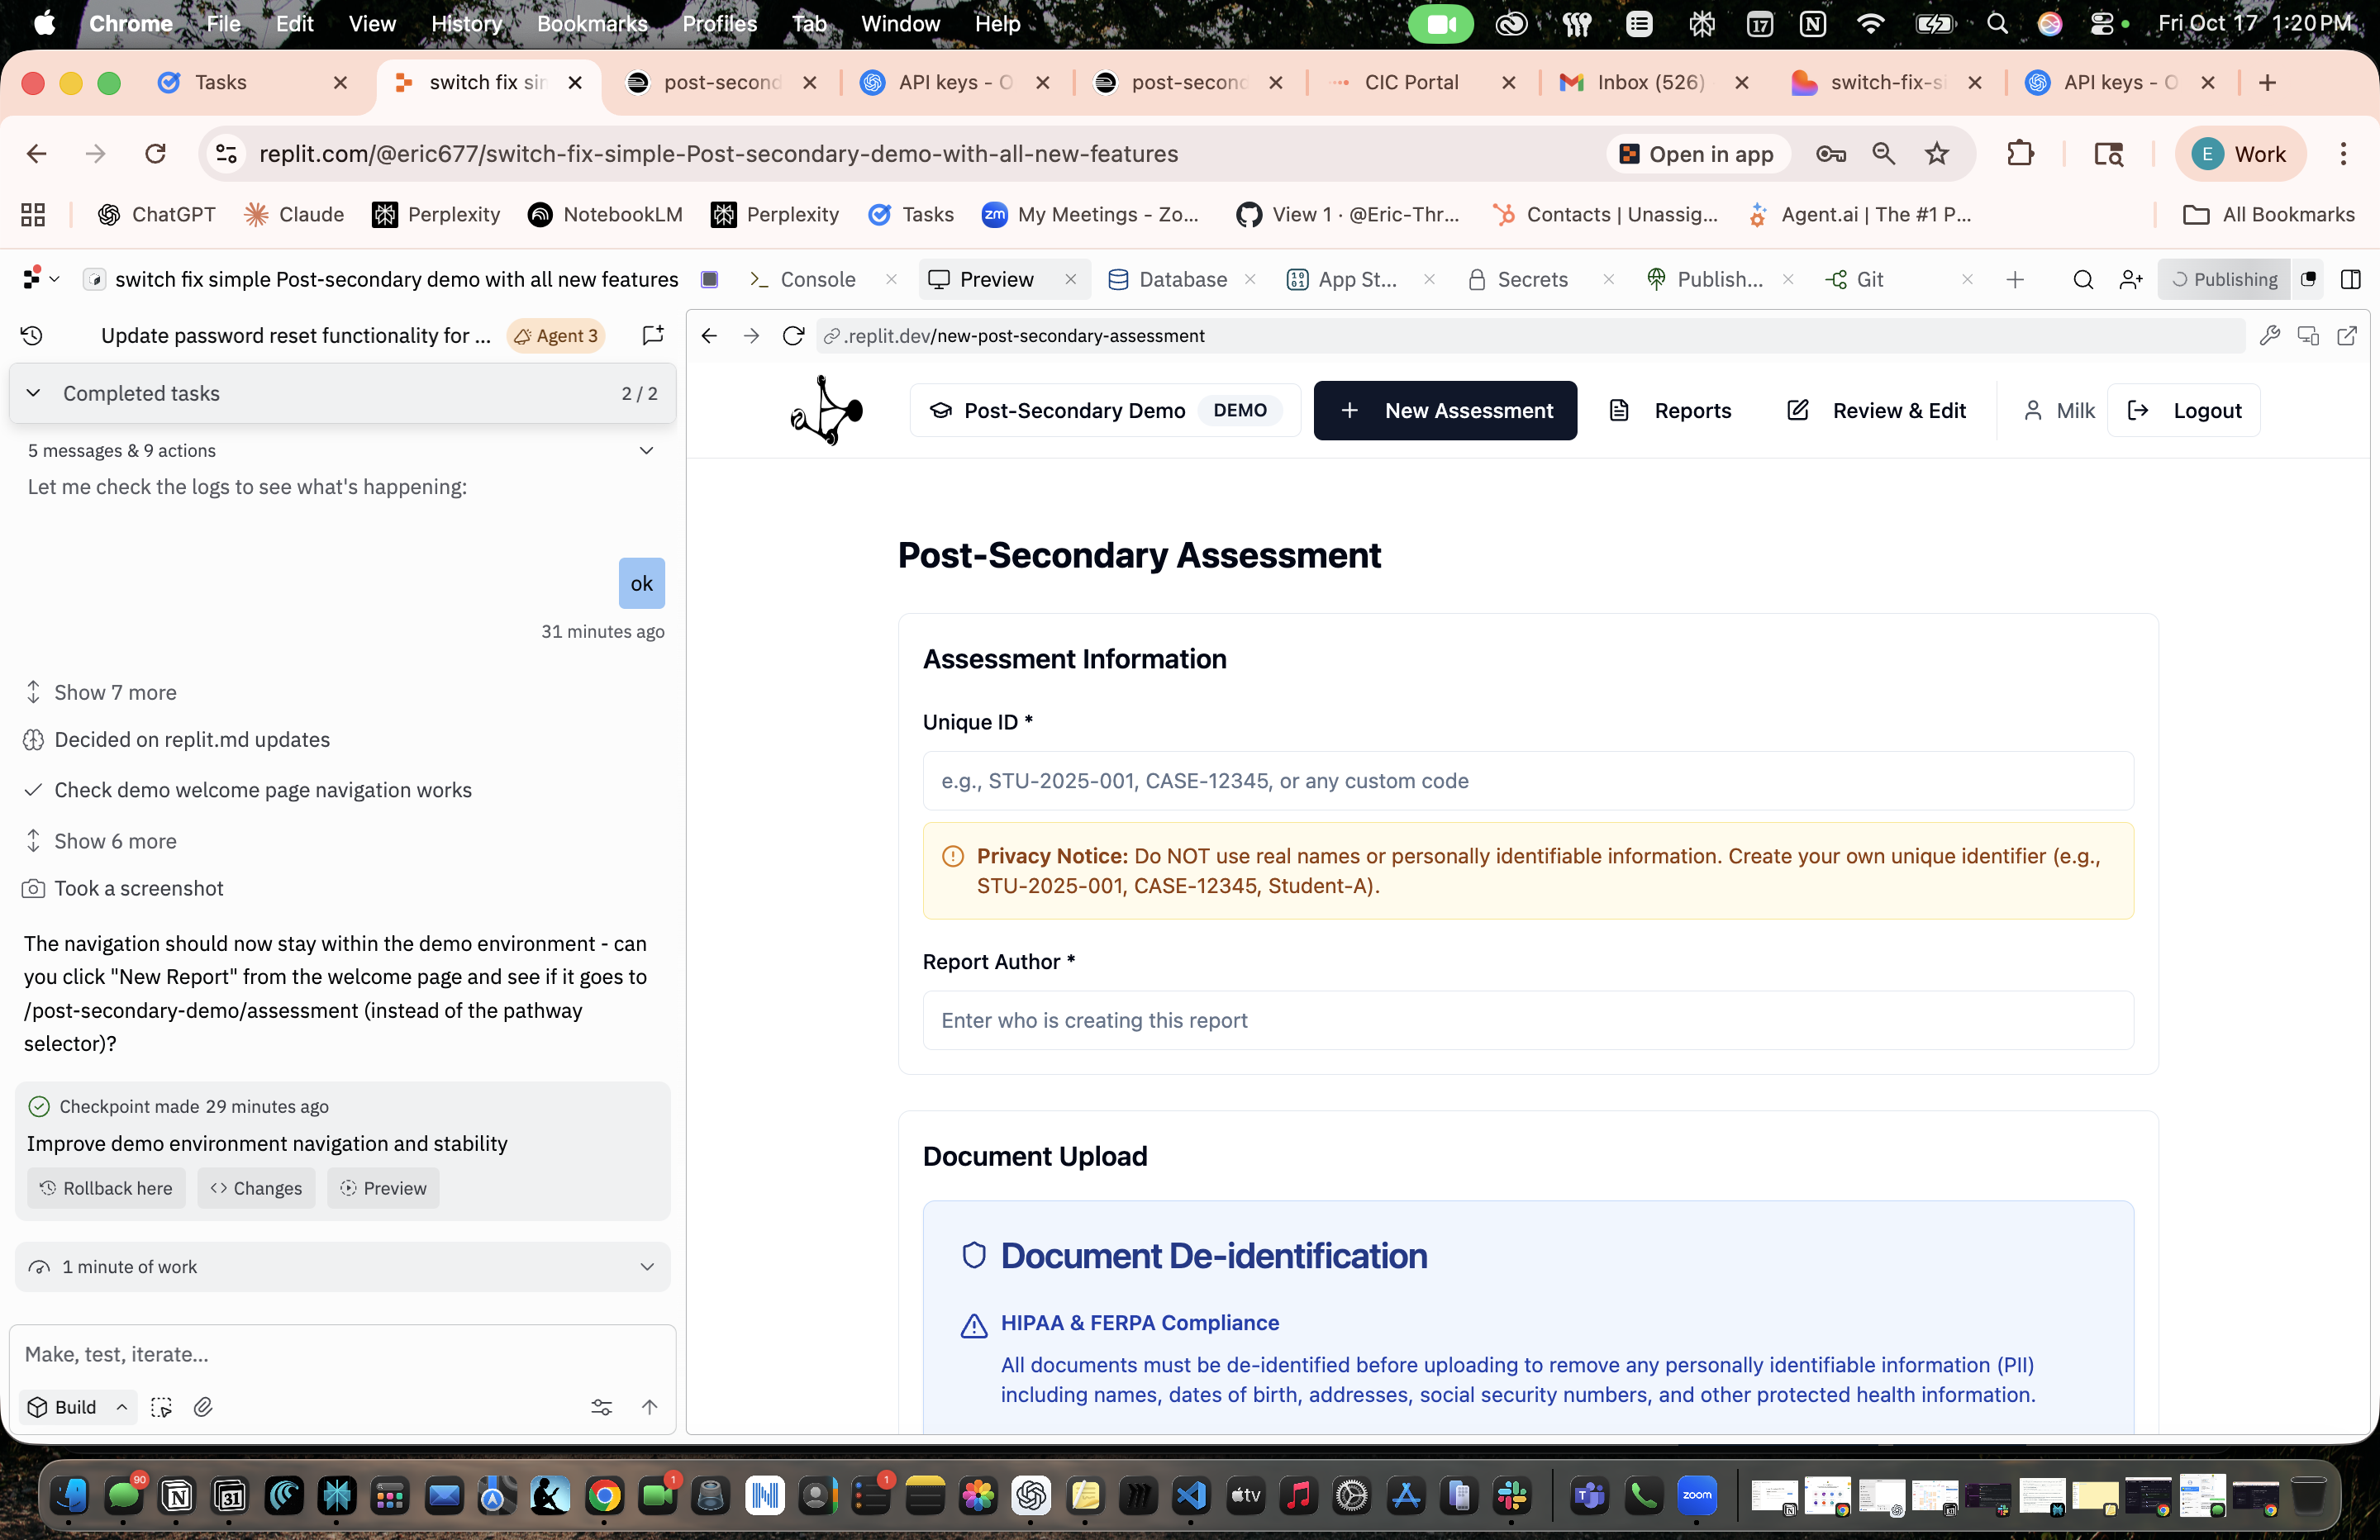 Chrome File Edit View History Bookmarks Profiles Tab Window Help
17
Fri Oct 17 1:20 PM
Tasks
switch fix sin
post-second
API keys - O
post-second
CIC Portal
Inbox (526)
switch-fix-si
API keys - O
replit.com/@eric677/switch-fix-simple-Post-secondary-demo-with-all-new-features
Open in app
E Work
ChatGPT
Claude
Perplexity
NotebookLM
Perplexity
Tasks
zm My Meetings - Zo...
View 1 · @Eric-Thr...
Contacts | Unassig...
Agent.ai | The #1 P...
All Bookmarks
switch fix simple Post-secondary demo with all new features
Console
Preview
Database
App St...
Secrets
Publish...
Git
Publishing
Update password reset functionality for ...
Agent 3
Completed tasks 2 / 2
5 messages & 9 actions
Let me check the logs to see what's happening:
ok
31 minutes ago
Show 7 more
Decided on replit.md updates
Check demo welcome page navigation works
Show 6 more
Took a screenshot
The navigation should now stay within the demo environment - can
you click "New Report" from the welcome page and see if it goes to
/post-secondary-demo/assessment (instead of the pathway
selector)?
Checkpoint made 29 minutes ago
Improve demo environment navigation and stability
Rollback here
Changes
Preview
1 minute of work
Make, test, iterate...
Build
.replit.dev/new-post-secondary-assessment
Post-Secondary Demo DEMO
New Assessment
Reports
Review & Edit
Milk
Logout
Post-Secondary Assessment
Assessment Information
Unique ID *
e.g., STU-2025-001, CASE-12345, or any custom code
Privacy Notice: Do NOT use real names or personally identifiable information. Create your own unique identifier (e.g.,
STU-2025-001, CASE-12345, Student-A).
Report Author *
Enter who is creating this report
Document Upload
Document De-identification
HIPAA & FERPA Compliance
All documents must be de-identified before uploading to remove any personally identifiable information (PII)
including names, dates of birth, addresses, social security numbers, and other protected health information.
90
31
1
1
tv
zoom